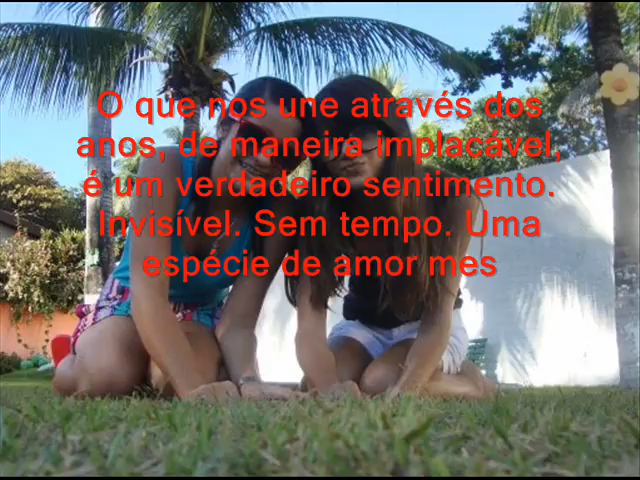 O que nos une através dos
anos, de maneira implacável,
é um verdadeiro sentimento.
Invisível. Sem tempo. Uma
espécie de amor mes